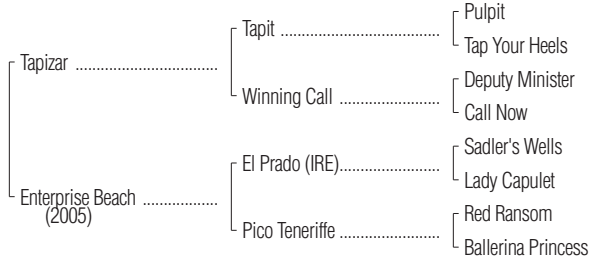 Pulpit
Tapit
Tap Your Heels
Tapizar
Deputy Minister
Winning Call
Call Now
Sadler's Wells
El Prado (IRE)
Lady Capulet
Enterprise Beach
(2005)
Red Ransom
Pico Teneriffe
Ballerina Princess